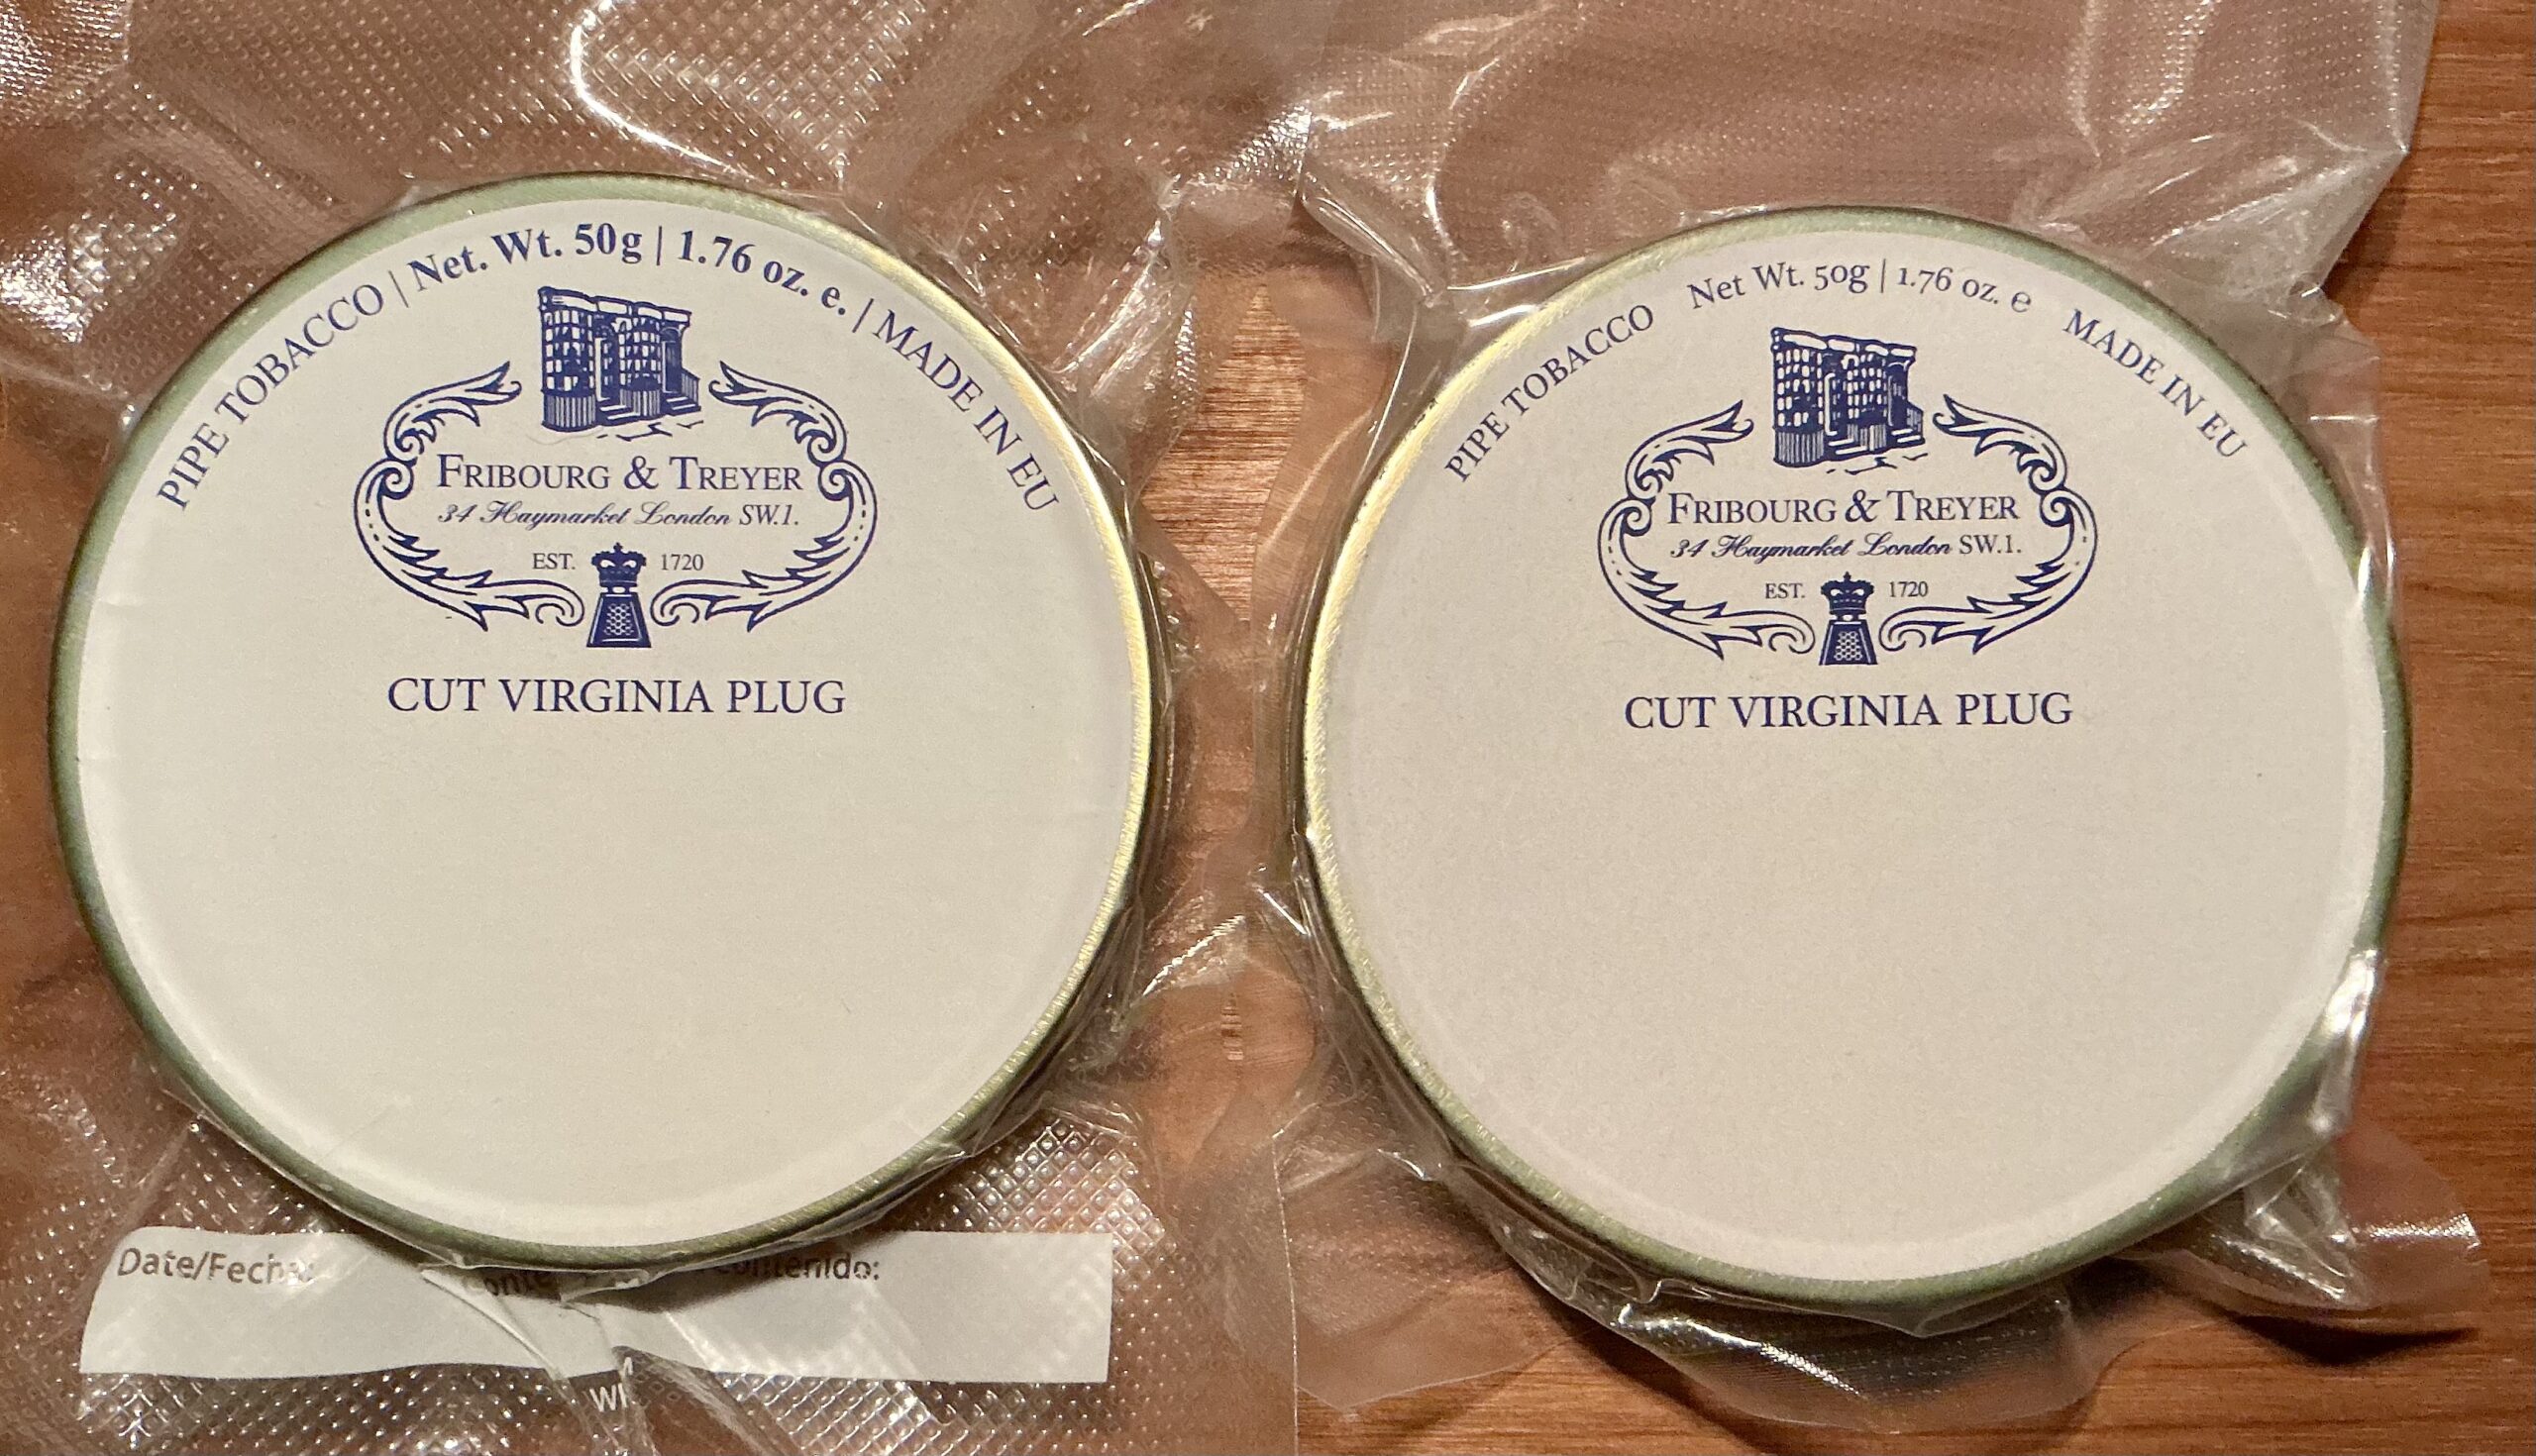 PIPE TOBACCO | Net. Wt. 50g | 1.76 oz. e. | MADE IN EU
FRIBOURG & TREYER
34 Haymarket London SW.1.
EST. 1720
CUT VIRGINIA PLUG
Date/Fecha:
PIPE TOBACCO Net Wt. 50g | 1.76 oz. e MADE IN EU
FRIBOURG & TREYER
34 Haymarket London SW.1.
EST. 1720
CUT VIRGINIA PLUG